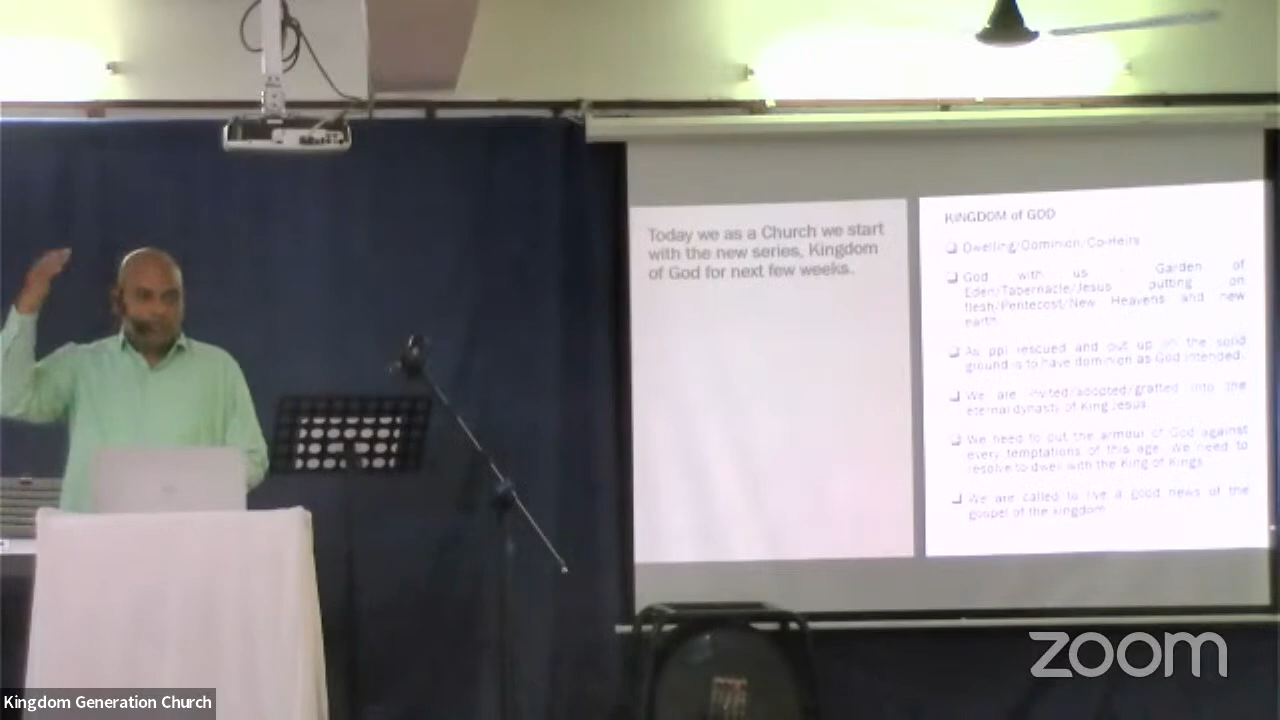 Today we as a Church we start
with the new series, Kingdom
of God for next few weeks.
KINGDOM of GOD
Dwelling/Dominion/Co-Heirs
God with us - Garden of
Eden/Tabernacle/Jesus putting on
flesh/Pentecost/New Heavens and new
earth.
As ppl rescued and put up on the solid
ground is to have dominion as God intended.
We are invited/adopted/grafted into the
eternal dynasty of King Jesus
We need to put the armour of God against
every temptations of this age. We need to
resolve to dwell with the King of Kings
We are called to live a good news of the
gospel of the kingdom
zoom
Kingdom Generation Church